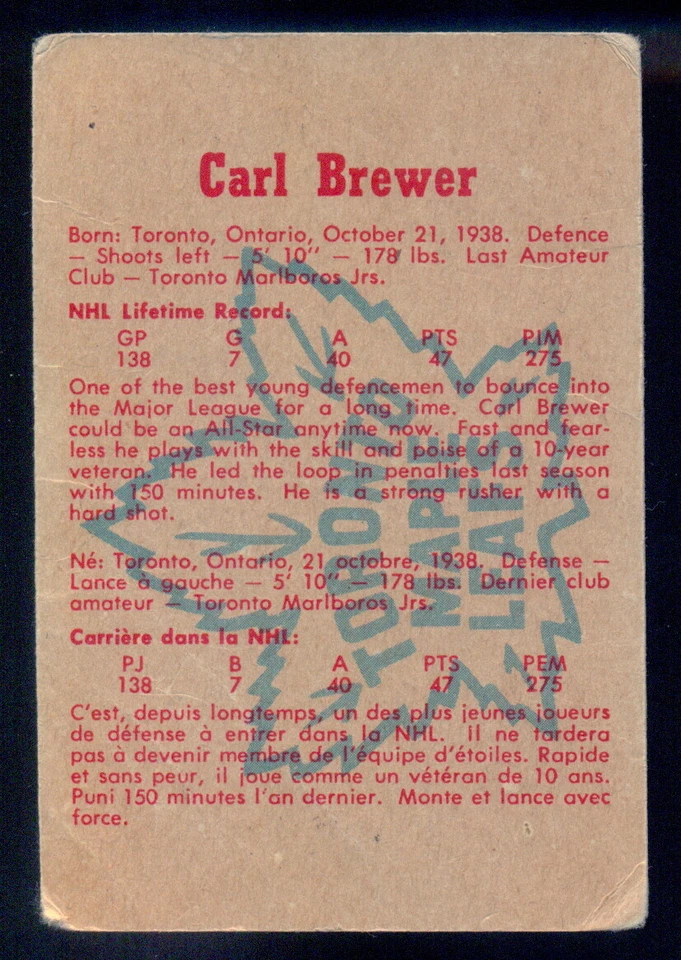 Carl Brewer
Born: Toronto, Ontario, October 21, 1938. Defence
— Shoots left — 5' 10" — 178 lbs. Last Amateur
Club — Toronto Marlboros Jrs.
NHL Lifetime Record:
GP G A PTS PIM
138 7 40 47 275
One of the best young defencemen to bounce into
the Major League for a long time. Carl Brewer
could be an All-Star anytime now. Fast and fear-
less he plays with the skill and poise of a 10-year
veteran. He led the loop in penalties last season
with 150 minutes. He is a strong rusher with a
hard shot.
Né: Toronto, Ontario, 21 octobre, 1938. Defense —
Lance à gauche — 5' 10" — 178 lbs. Dernier club
amateur — Toronto Marlboros Jrs.
Carrière dans la NHL:
PJ B A PTS PEM
138 7 40 47 275
C'est, depuis longtemps, un des plus jeunes joueurs
de défense à entrer dans la NHL. Il ne tardera
pas à devenir membre de l'équipe d'étoiles. Rapide
et sans peur, il joue comme un vétéran de 10 ans.
Puni 150 minutes l'an dernier. Monte et lance avec
force.
TORONTO
MAPLE
LEAFS